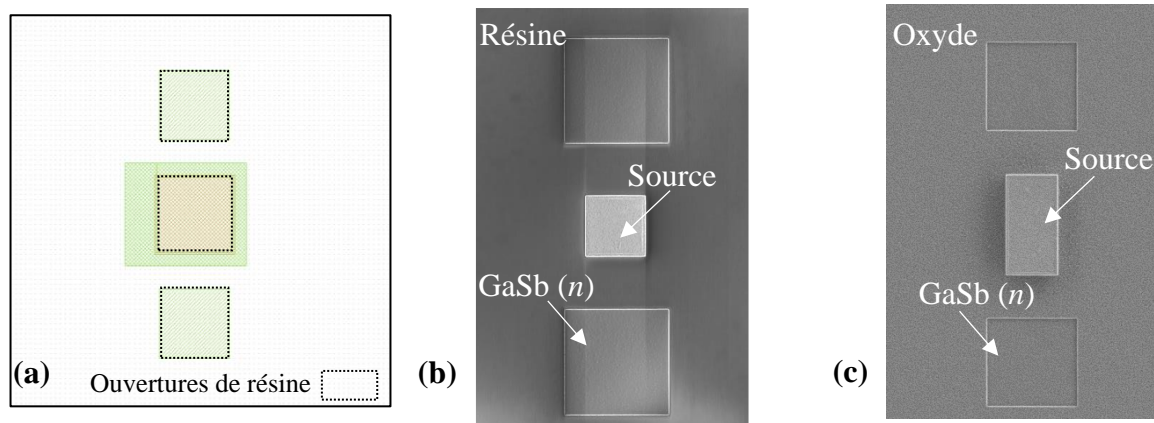 (a)
Ouvertures de résine
(b)
Résine
Source
GaSb (n)
(c)
Oxyde
Source
GaSb (n)